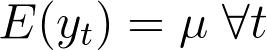 E(y_t) = μ ∀t